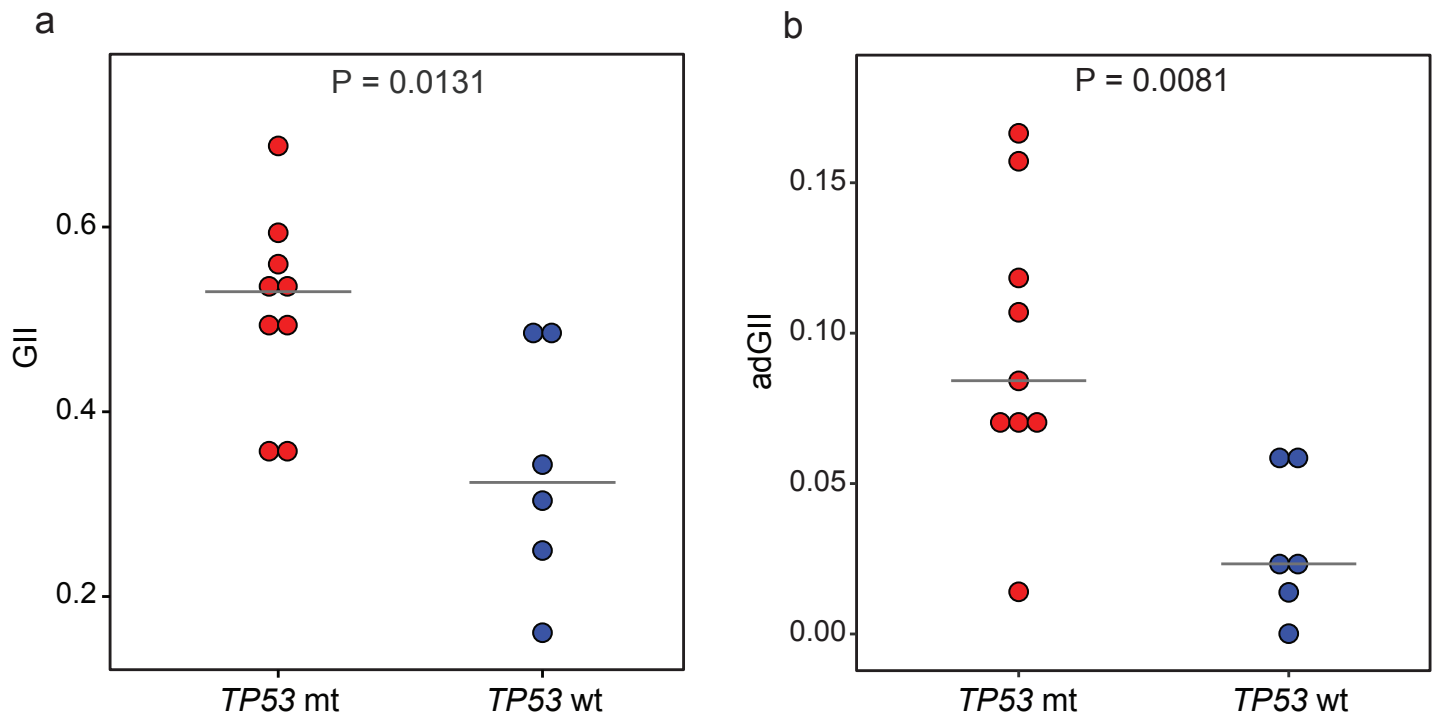 a
P = 0.0131
GII
0.6
0.4
0.2
TP53 mt
TP53 wt
b
P = 0.0081
adGII
0.15
0.10
0.05
0.00
TP53 mt
TP53 wt